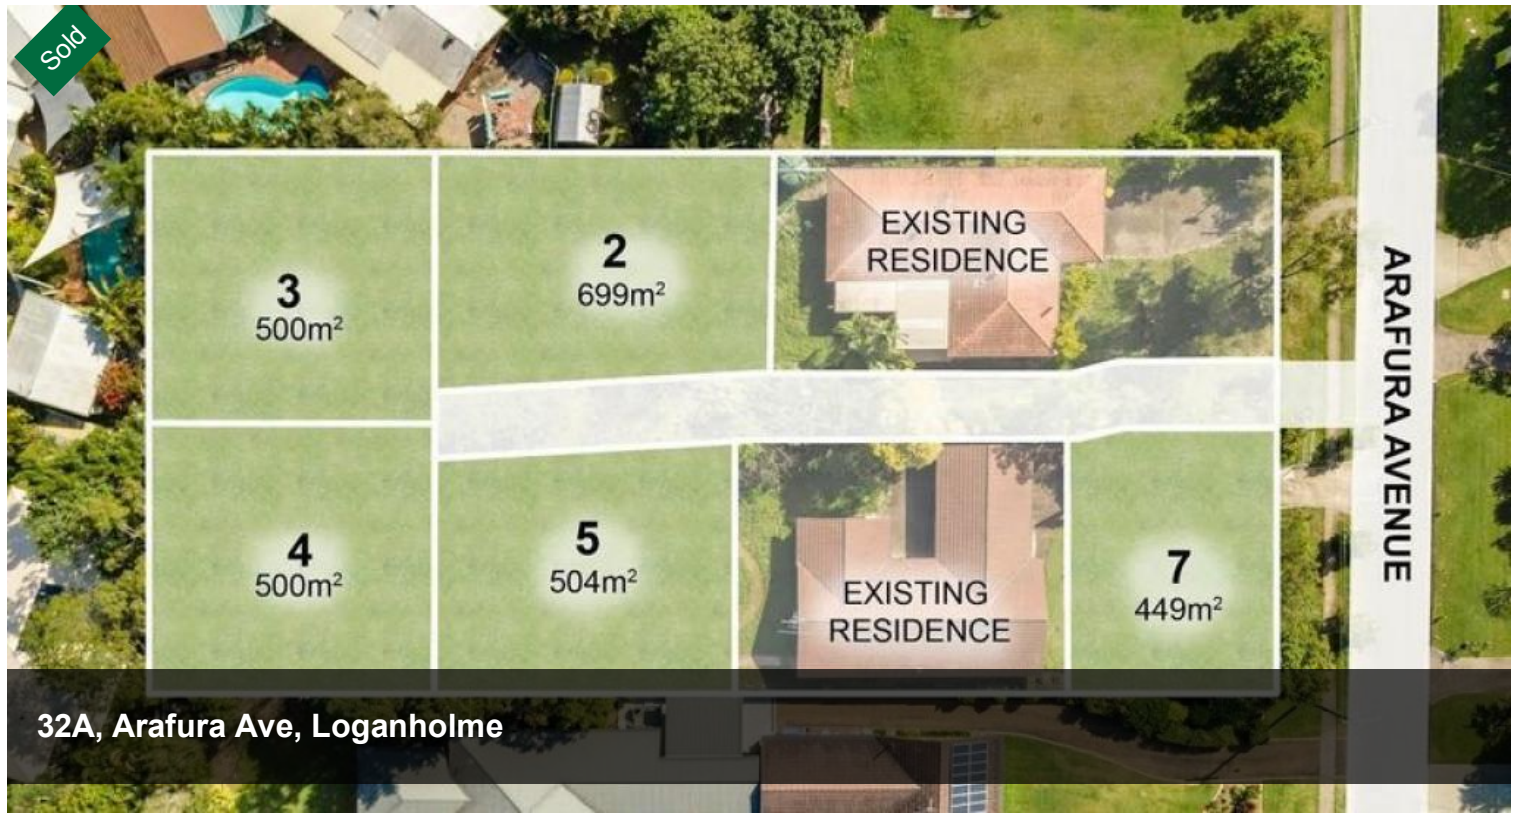 Sold
3
500m²
2
699m²
EXISTING
RESIDENCE
ARAFURA AVENUE
4
500m²
5
504m²
EXISTING
RESIDENCE
7
449m²
32A, Arafura Ave, Loganholme